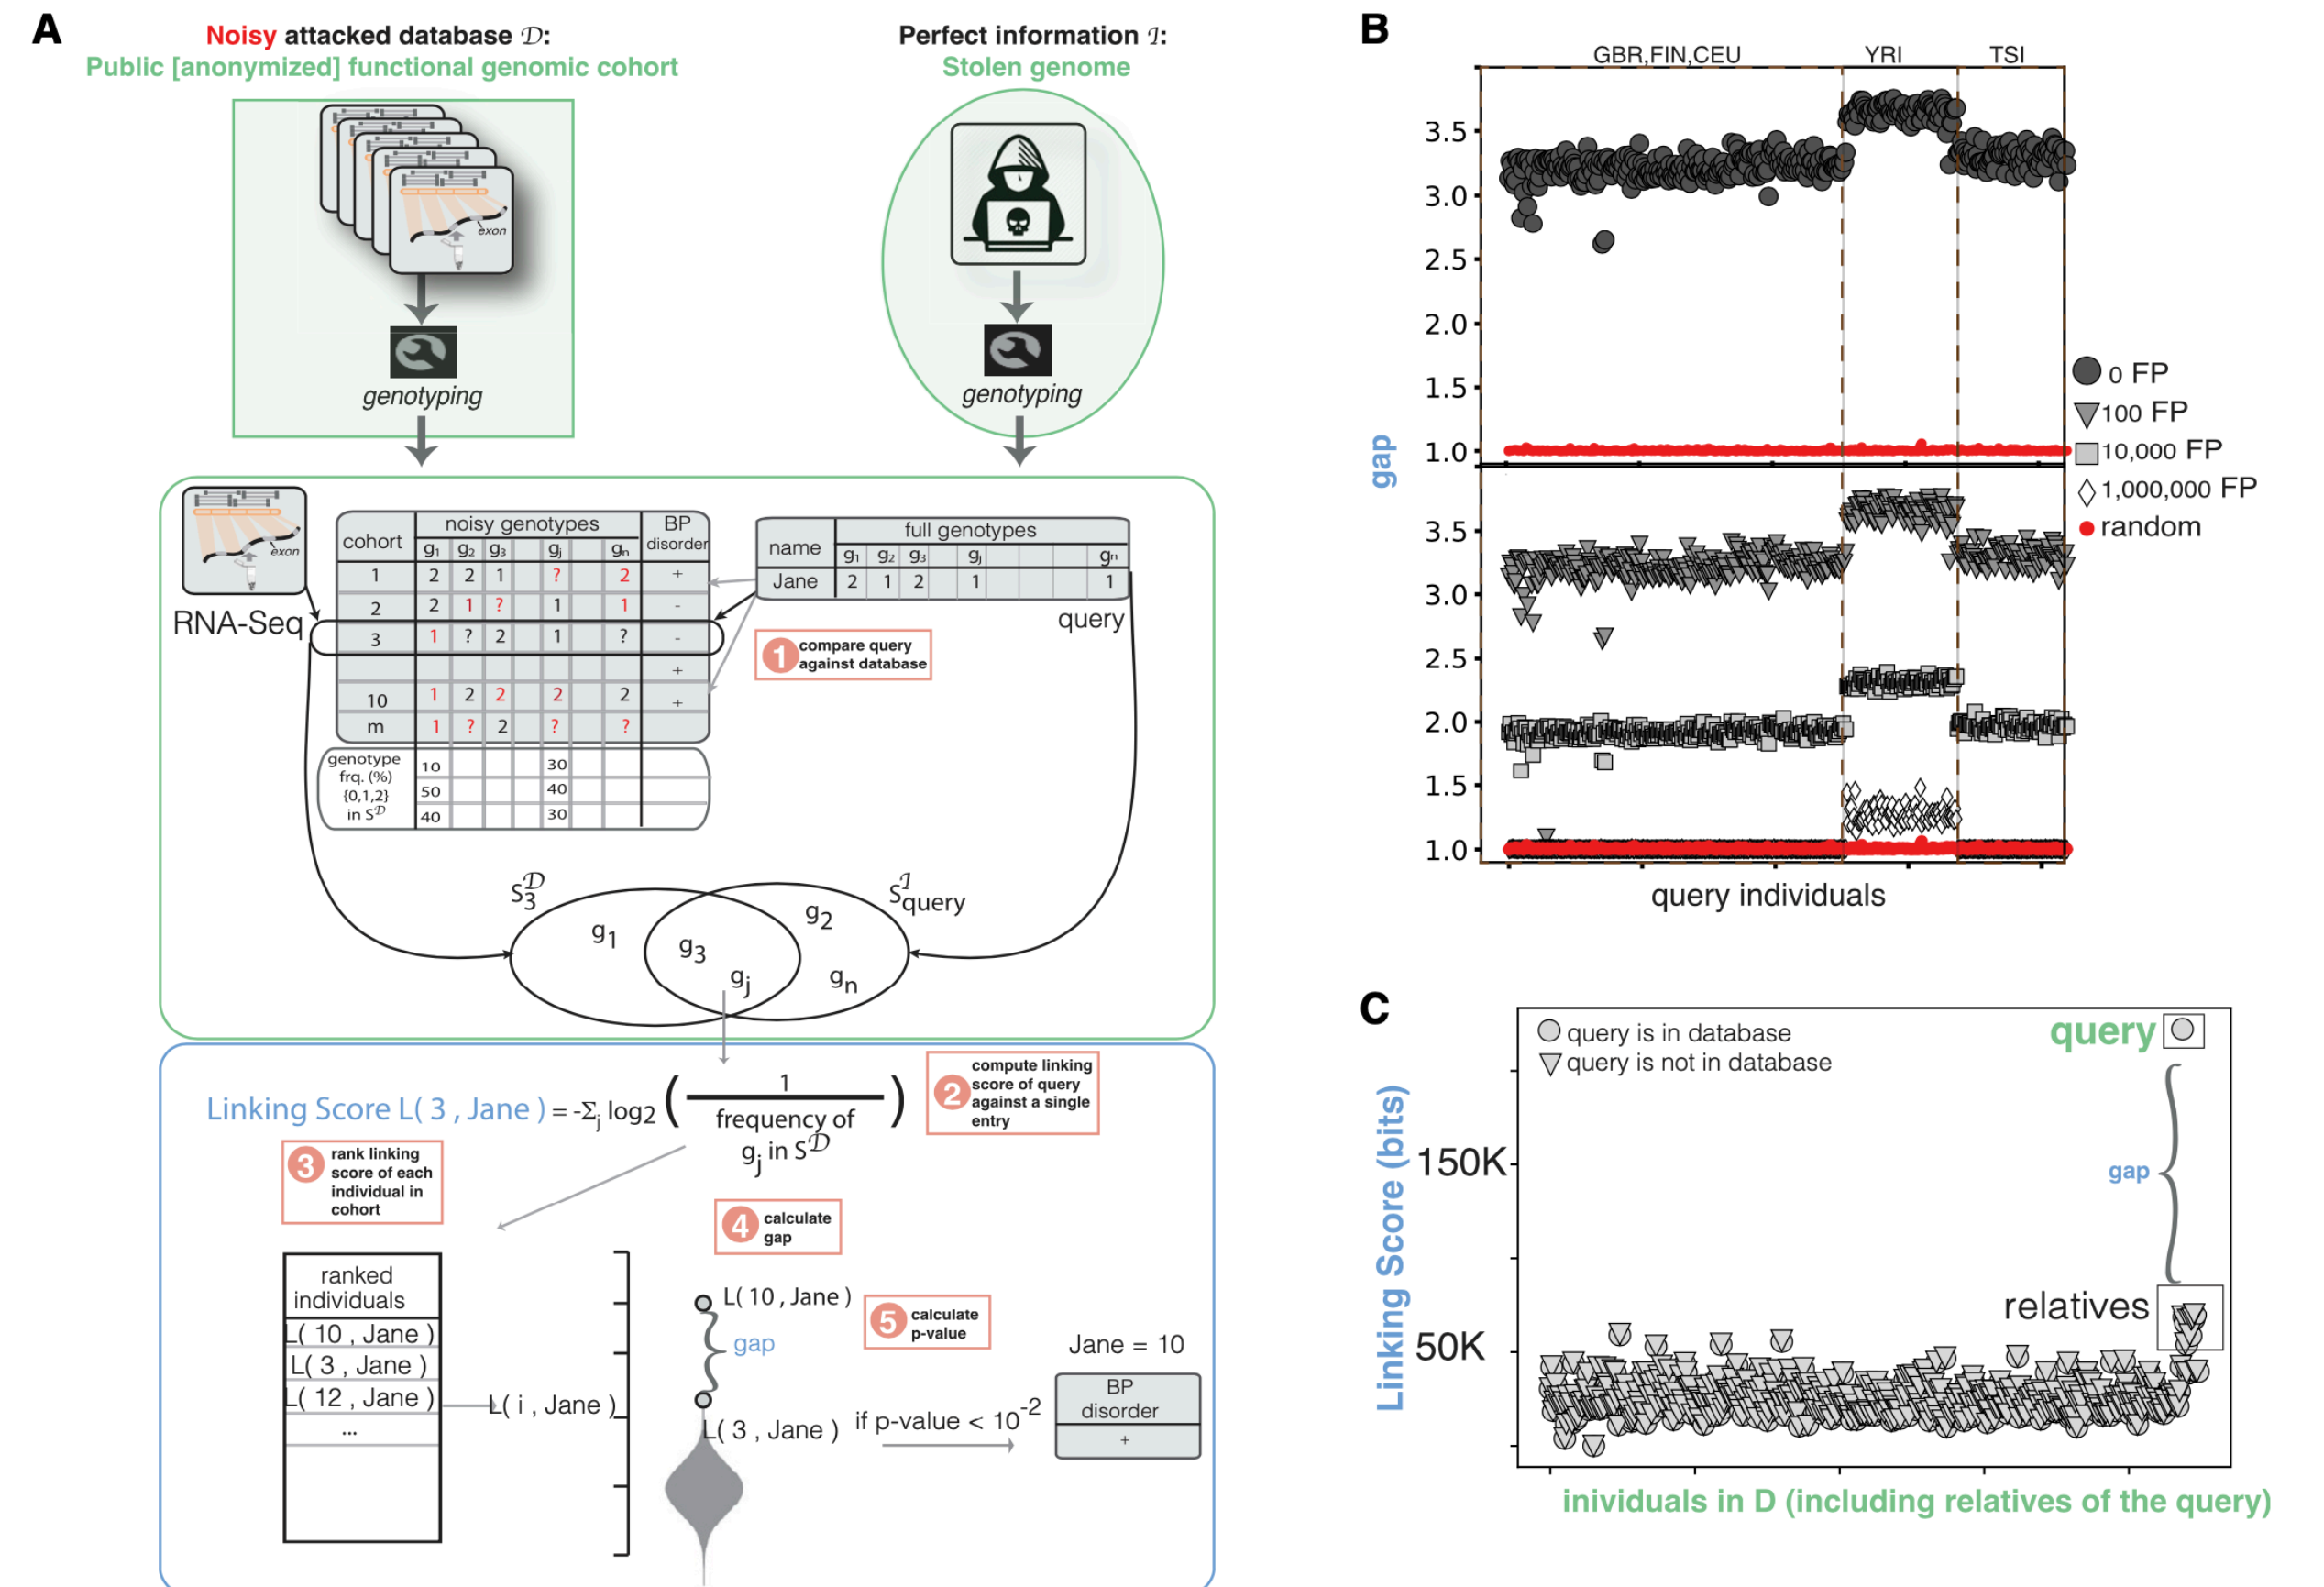 A
Noisy attacked database 𝒟:
Public [anonymized] functional genomic cohort
Perfect information ℐ:
Stolen genome
exon
genotyping
genotyping
RNA-Seq
exon
cohort noisy genotypes BP disorder
g1 g2 g3 gj gn
1 2 2 1 ? 2 +
2 2 1 ? 1 1 -
3 1 ? 2 1 ? -
+
10 1 2 2 2 2 +
m 1 ? 2 ? ?
genotype frq. (%) {0,1,2} in S𝒟
10 30
50 40
40 30
name full genotypes
g1 g2 g3 gj gn
Jane 2 1 2 1 1
query
1 compare query against database
S3𝒟
Squeryℐ
g1 g3 gj g2 gn
Linking Score L( 3 , Jane ) = -Σj log2 ( 1 / frequency of gj in S𝒟 )
2 compute linking score of query against a single entry
3 rank linking score of each individual in cohort
4 calculate gap
ranked individuals
L( 10 , Jane )
L( 3 , Jane )
L( 12 , Jane )
...
L( i , Jane )
L( 10 , Jane )
gap
L( 3 , Jane )
5 calculate p-value
if p-value < 10-2
Jane = 10
BP disorder
+
B
GBR,FIN,CEU YRI TSI
3.5
3.0
2.5
2.0
1.5
1.0
3.5
3.0
2.5
2.0
1.5
1.0
gap
query individuals
0 FP
100 FP
10,000 FP
1,000,000 FP
random
C
query is in database
query is not in database
query
gap
relatives
150K
50K
Linking Score (bits)
inividuals in D (including relatives of the query)